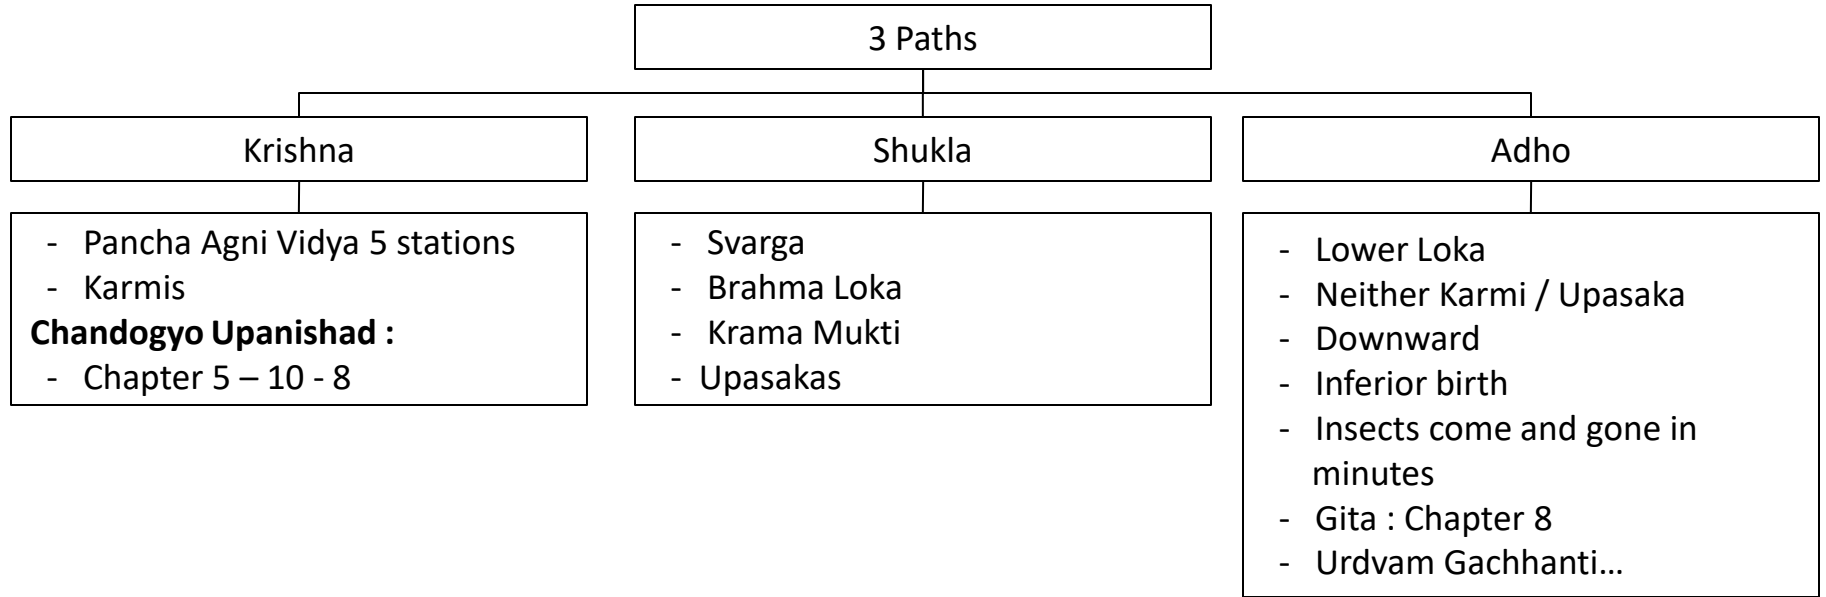 3 Paths
Krishna
Shukla
Adho
- Pancha Agni Vidya 5 stations
- Karmis
Chandogyo Upanishad :
- Chapter 5 – 10 - 8
- Svarga
- Brahma Loka
- Krama Mukti
- Upasakas
- Lower Loka
- Neither Karmi / Upasaka
- Downward
- Inferior birth
- Insects come and gone in
minutes
- Gita : Chapter 8
- Urdvam Gachhanti…